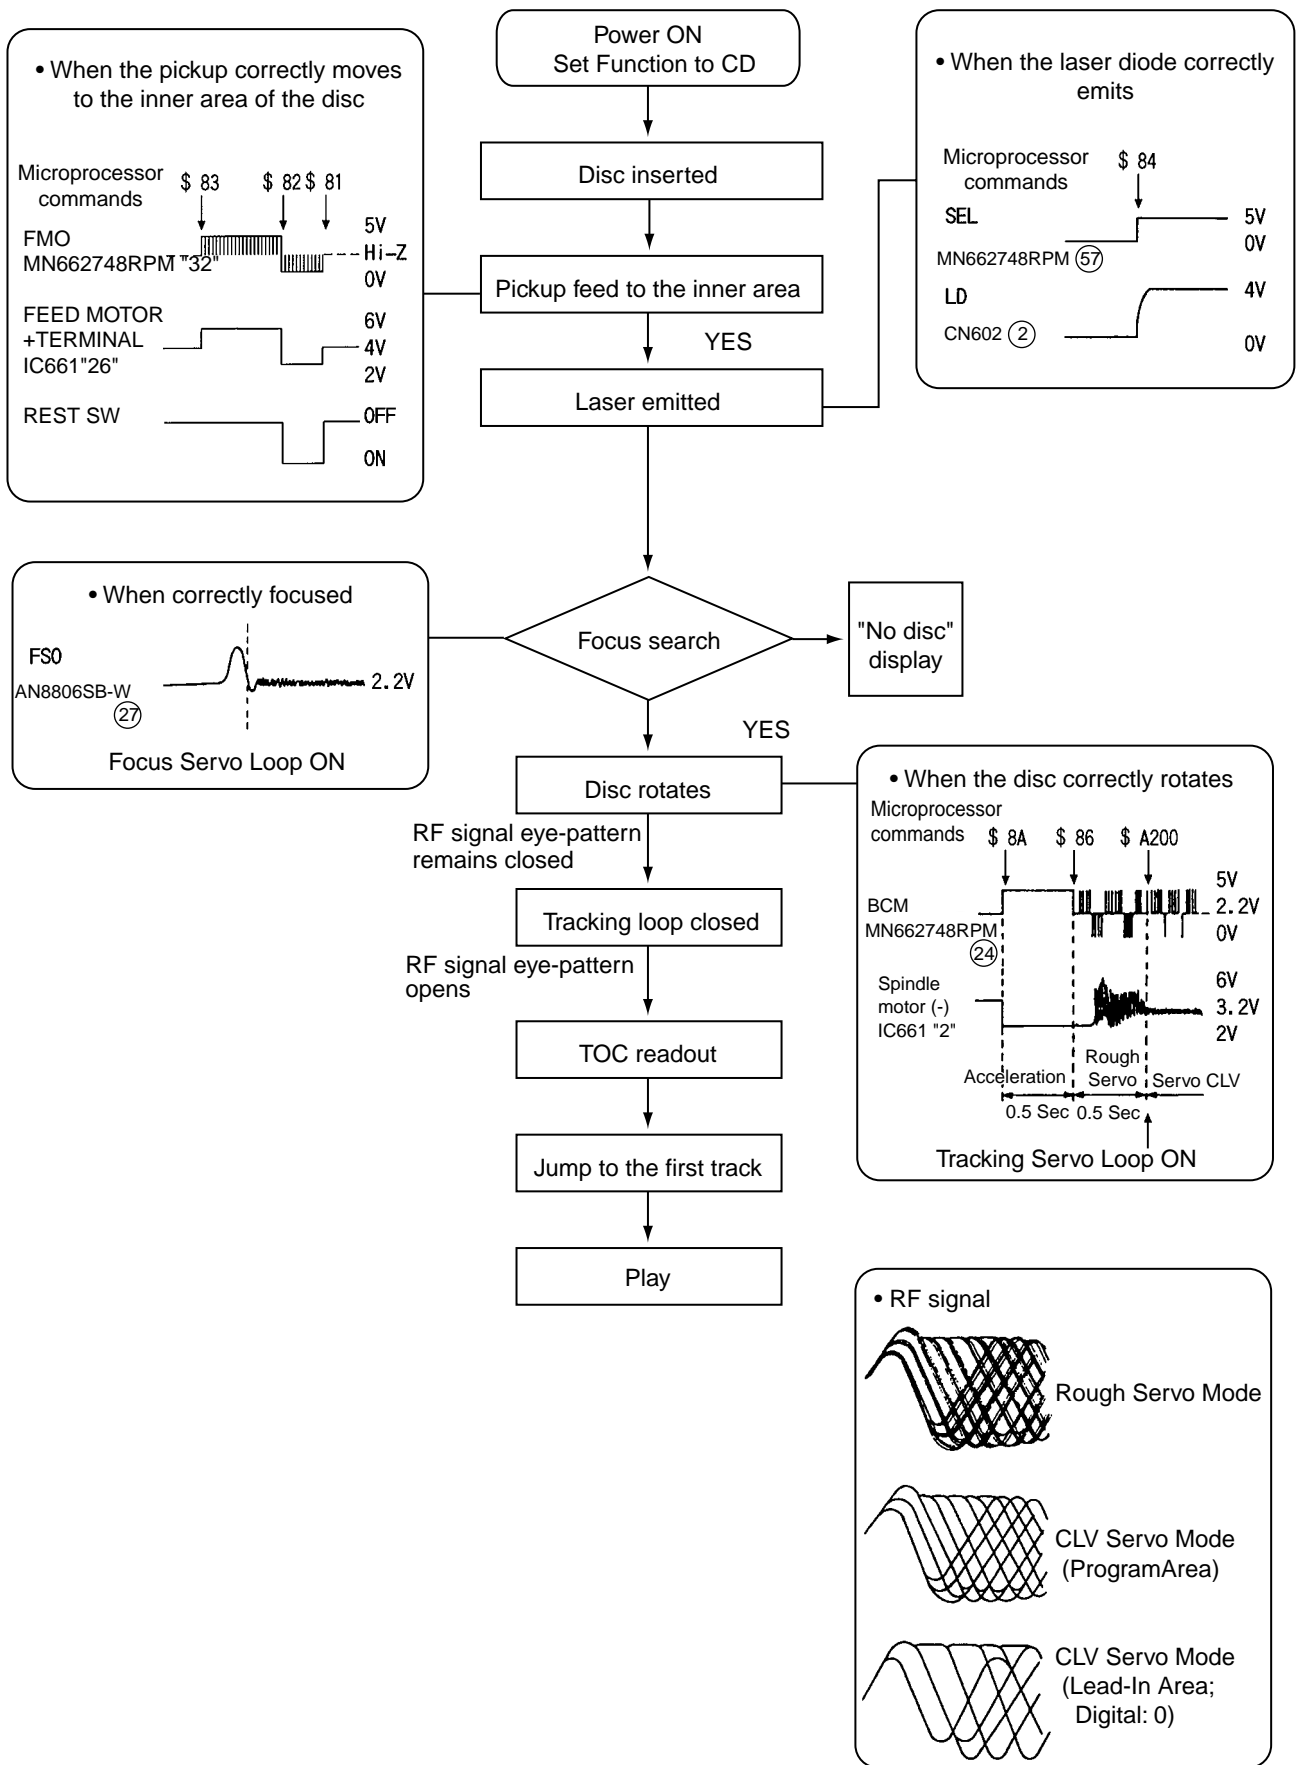 Power ON
Set Function to CD
Disc inserted
Pickup feed to the inner area
YES
Laser emitted
Focus search
"No disc"
display
YES
Disc rotates
RF signal eye-pattern
remains closed
Tracking loop closed
RF signal eye-pattern
opens
TOC readout
Jump to the first track
Play
• When the pickup correctly moves
to the inner area of the disc
Microprocessor
commands
$ 83 $ 82 $ 81
FMO
MN662748RPM "32"
5V
Hi-Z
0V
FEED MOTOR
+TERMINAL
IC661"26"
6V
4V
2V
REST SW
OFF
ON
• When the laser diode correctly
emits
Microprocessor
commands
$ 84
SEL
MN662748RPM 57
5V
0V
LD
CN602 2
4V
0V
• When correctly focused
FSO
AN8806SB-W
27
2.2V
Focus Servo Loop ON
• When the disc correctly rotates
Microprocessor
commands $ 8A $ 86 $ A200
BCM
MN662748RPM
24
5V
2.2V
0V
Spindle
motor (-)
IC661 "2"
6V
3.2V
2V
Acceleration
Rough
Servo
Servo CLV
0.5 Sec 0.5 Sec
Tracking Servo Loop ON
• RF signal
Rough Servo Mode
CLV Servo Mode
(ProgramArea)
CLV Servo Mode
(Lead-In Area;
Digital: 0)